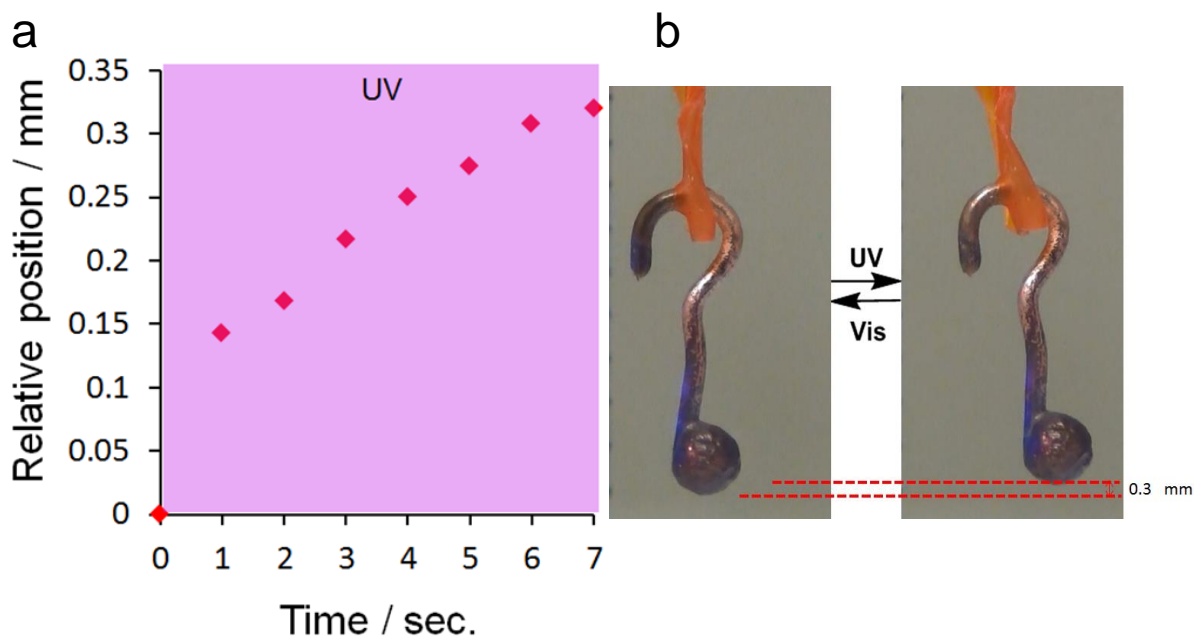 a
b
UV
Relative position / mm
0.35
0.3
0.25
0.2
0.15
0.1
0.05
0
0 1 2 3 4 5 6 7
Time / sec.
UV
Vis
0.3 mm